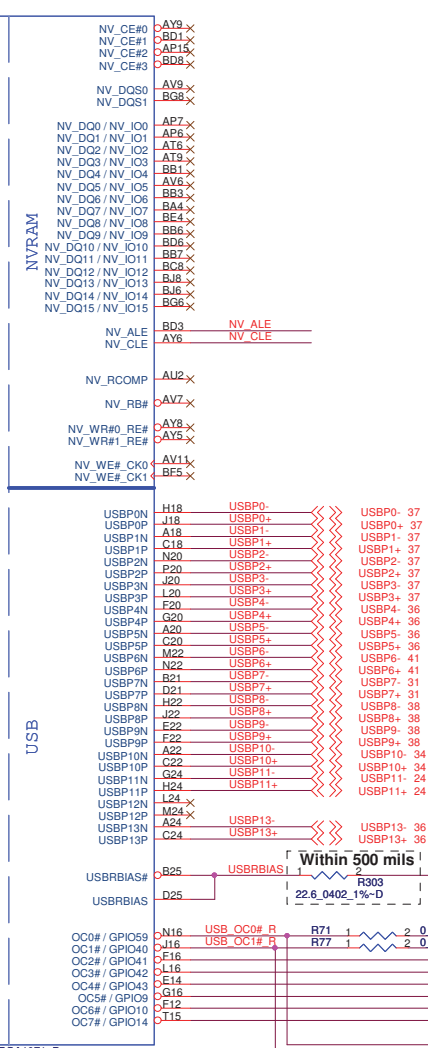 NV_CE#0 AY9
NV_CE#1 BD1
NV_CE#2 AP15
NV_CE#3 BD8
NV_DQS0 AV9
NV_DQS1 BG8
NV_DQ0 / NV_IO0 AP7
NV_DQ1 / NV_IO1 AP6
NV_DQ2 / NV_IO2 AT6
NV_DQ3 / NV_IO3 AT9
NV_DQ4 / NV_IO4 BB1
NV_DQ5 / NV_IO5 AV6
NV_DQ6 / NV_IO6 BB3
NV_DQ7 / NV_IO7 BA4
NV_DQ8 / NV_IO8 BE4
NV_DQ9 / NV_IO9 BB6
NV_DQ10 / NV_IO10 BD6
NV_DQ11 / NV_IO11 BB7
NV_DQ12 / NV_IO12 BC8
NV_DQ13 / NV_IO13 BJ8
NV_DQ14 / NV_IO14 BJ6
NV_DQ15 / NV_IO15 BG6
NVRAM
NV_ALE BD3 NV_ALE
NV_CLE AY6 NV_CLE
NV_RCOMP AU2
NV_RB# AV7
NV_WR#0_RE# AY8
NV_WR#1_RE# AY5
NV_WE#_CK0 AV11
NV_WE#_CK1 BF5
USBP0N H18 USBP0- USBP0- 37
USBP0P J18 USBP0+ USBP0+ 37
USBP1N A18 USBP1- USBP1- 37
USBP1P C18 USBP1+ USBP1+ 37
USBP2N N20 USBP2- USBP2- 37
USBP2P P20 USBP2+ USBP2+ 37
USBP3N J20 USBP3- USBP3- 37
USBP3P L20 USBP3+ USBP3+ 37
USBP4N F20 USBP4- USBP4- 36
USBP4P G20 USBP4+ USBP4+ 36
USBP5N A20 USBP5- USBP5- 36
USBP5P C20 USBP5+ USBP5+ 36
USBP6N M22 USBP6- USBP6- 41
USBP6P N22 USBP6+ USBP6+ 41
USBP7N B21 USBP7- USBP7- 31
USBP7P D21 USBP7+ USBP7+ 31
USBP8N H22 USBP8- USBP8- 38
USBP8P J22 USBP8+ USBP8+ 38
USBP9N E22 USBP9- USBP9- 38
USBP9P F22 USBP9+ USBP9+ 38
USBP10N A22 USBP10- USBP10- 34
USBP10P C22 USBP10+ USBP10+ 34
USBP11N G24 USBP11- USBP11- 24
USBP11P H24 USBP11+ USBP11+ 24
USBP12N L24
USBP12P M24
USBP13N A24 USBP13- USBP13- 36
USBP13P C24 USBP13+ USBP13+ 36
USB
Within 500 mils
USBRBIAS# B25 USBRBIAS 1 2
R303
22.6_0402_1%~D
USBRBIAS D25
OC0# / GPIO59 N16 USB_OC0#_R R71 1 2 0
OC1# / GPIO40 J16 USB_OC1#_R R77 1 2 0
OC2# / GPIO41 F16
OC3# / GPIO42 L16
OC4# / GPIO43 E14
OC5# / GPIO9 G16
OC6# / GPIO10 F12
OC7# / GPIO14 T15